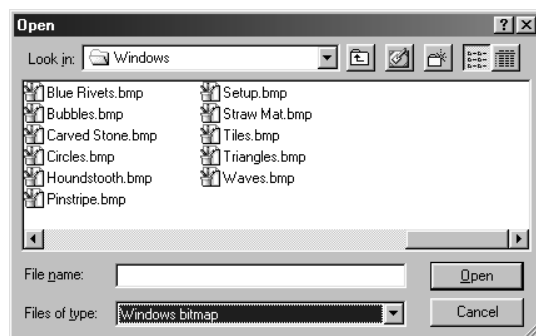 Open
Look in: Windows
Blue Rivets.bmp
Bubbles.bmp
Carved Stone.bmp
Circles.bmp
Houndstooth.bmp
Pinstripe.bmp
Setup.bmp
Straw Mat.bmp
Tiles.bmp
Triangles.bmp
Waves.bmp
File name:
Open
Files of type: Windows bitmap
Cancel